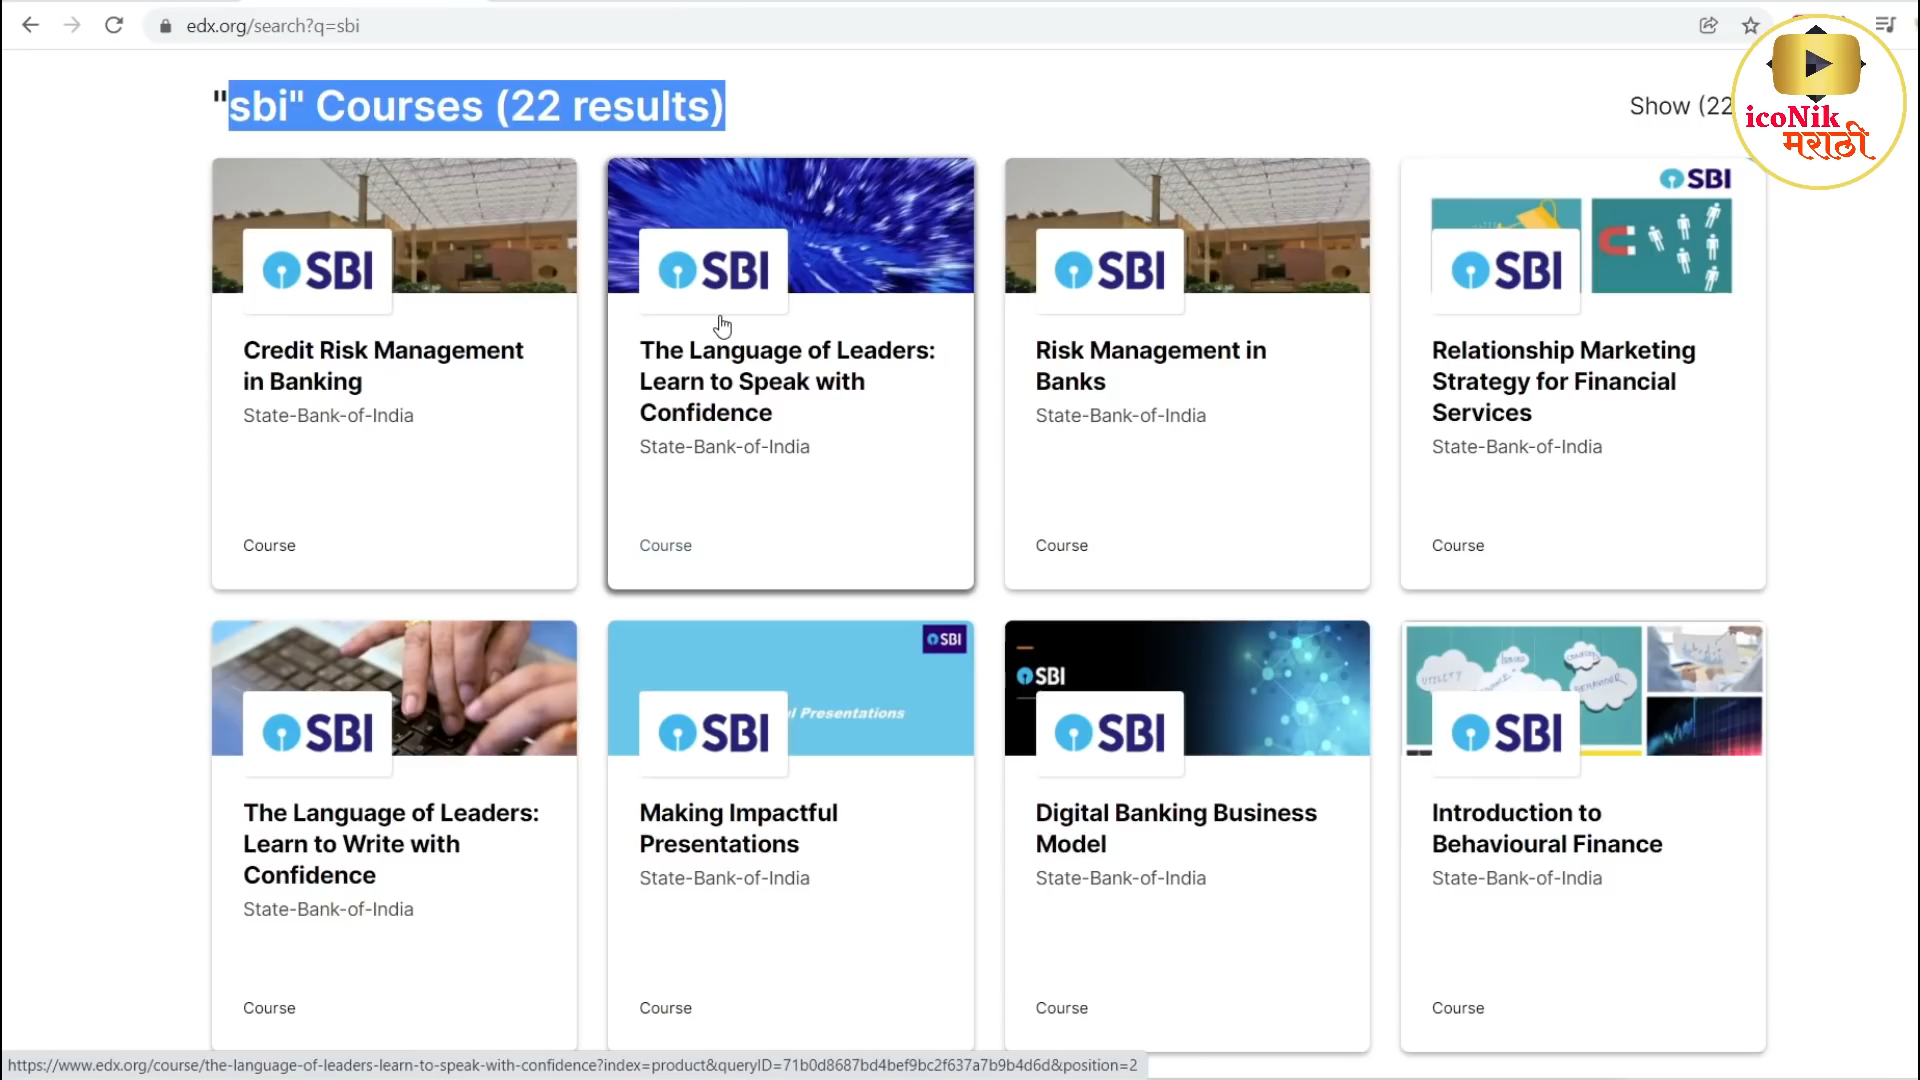 edx.org/search?q=sbi
"sbi" Courses (22 results)
Show (22
icoNik
मराठी
SBI
SBI
SBI
SBI
SBI
Credit Risk Management
in Banking
State-Bank-of-India
Course
The Language of Leaders:
Learn to Speak with
Confidence
State-Bank-of-India
Course
Risk Management in
Banks
State-Bank-of-India
Course
Relationship Marketing
Strategy for Financial
Services
State-Bank-of-India
Course
SBI
SBI
l Presentations
SBI
SBI
SBI
UTILITY
BEHAVIOUR
SBI
The Language of Leaders:
Learn to Write with
Confidence
State-Bank-of-India
Course
Making Impactful
Presentations
State-Bank-of-India
Course
Digital Banking Business
Model
State-Bank-of-India
Course
Introduction to
Behavioural Finance
State-Bank-of-India
Course
https://www.edx.org/course/the-language-of-leaders-learn-to-speak-with-confidence?index=product&queryID=71b0d8687bd4bef9bc2f637a7b9b4d6d&position=2